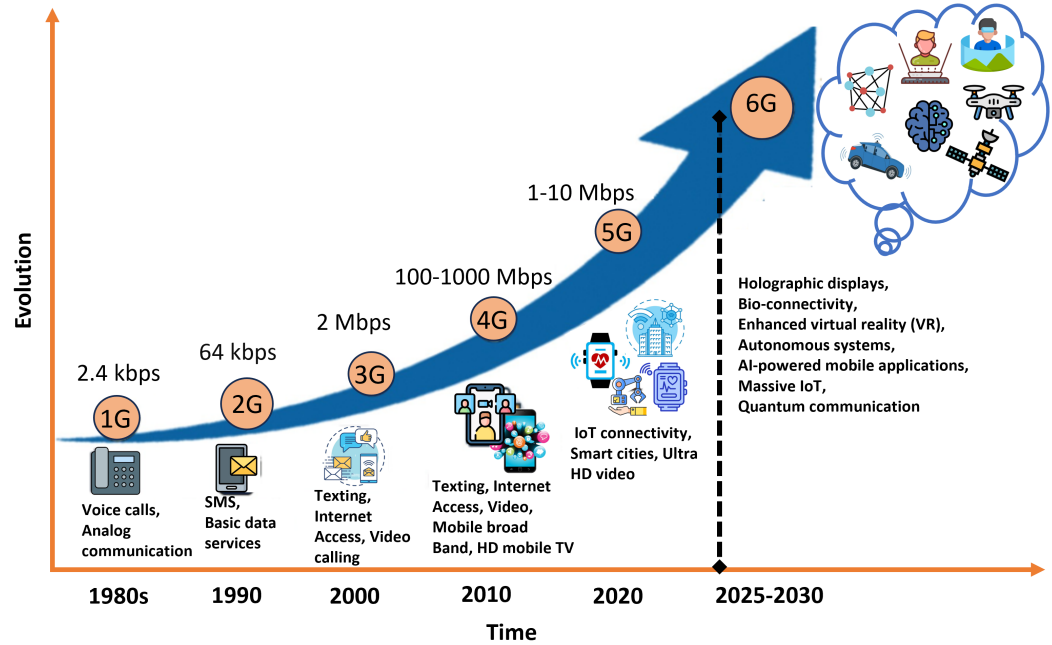 6G
1-10 Mbps
5G
100-1000 Mbps
4G
2 Mbps
3G
64 kbps
2G
2.4 kbps
1G
Evolution
Voice calls,
Analog
communication
SMS,
Basic data
services
Texting,
Internet
Access, Video
calling
Texting, Internet
Access, Video,
Mobile broad
Band, HD mobile TV
IoT connectivity,
Smart cities, Ultra
HD video
Holographic displays,
Bio-connectivity,
Enhanced virtual reality (VR),
Autonomous systems,
AI-powered mobile applications,
Massive IoT,
Quantum communication
1980s
1990
2000
2010
2020
2025-2030
Time